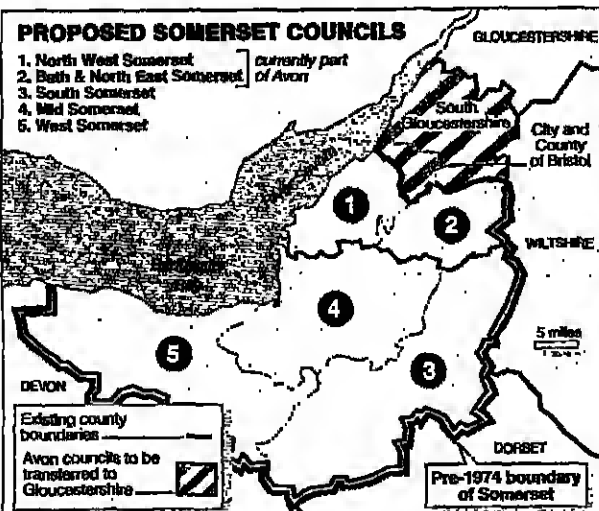 PROPOSED SOMERSET COUNCILS
1. North West Somerset
2. Bath & North East Somerset
currently part
of Avon
3. South Somerset
4. Mid Somerset
5. West Somerset
GLOUCESTERSHIRE
South
Gloucestershire
City and
County
of Bristol
1
2
WILTSHIRE
4
5 miles
5
3
DEVON
Existing county
boundaries
Avon councils to be
transferred to
Gloucestershire
DORSET
Pre-1974 boundary
of Somerset